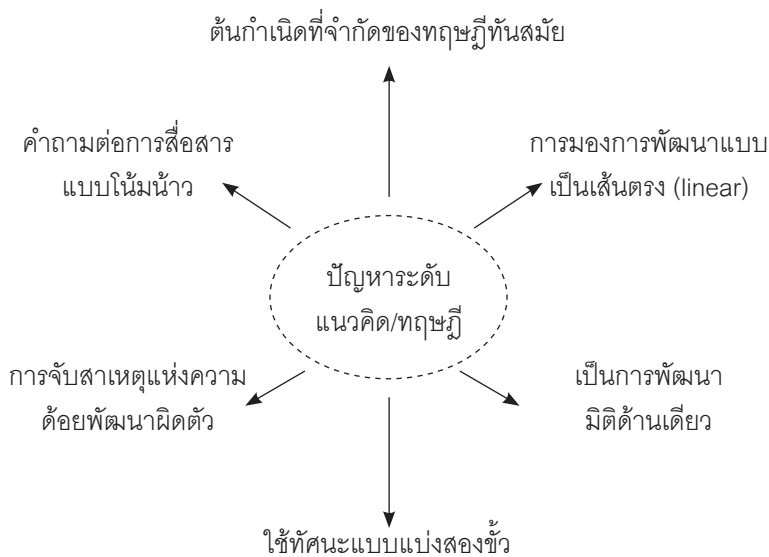 ต้นกำเนิดที่จำกัดของทฤษฎีทันสมัย
คำถามต่อการสื่อสาร
แบบโน้มน้าว
การมองการพัฒนาแบบ
เป็นเส้นตรง (linear)
ปัญหาระดับ
แนวคิด/ทฤษฎี
การจับสาเหตุแห่งความ
ด้อยพัฒนาผิดตัว
เป็นการพัฒนา
มิติด้านเดียว
ใช้ทัศนะแบบแบ่งสองขั้ว